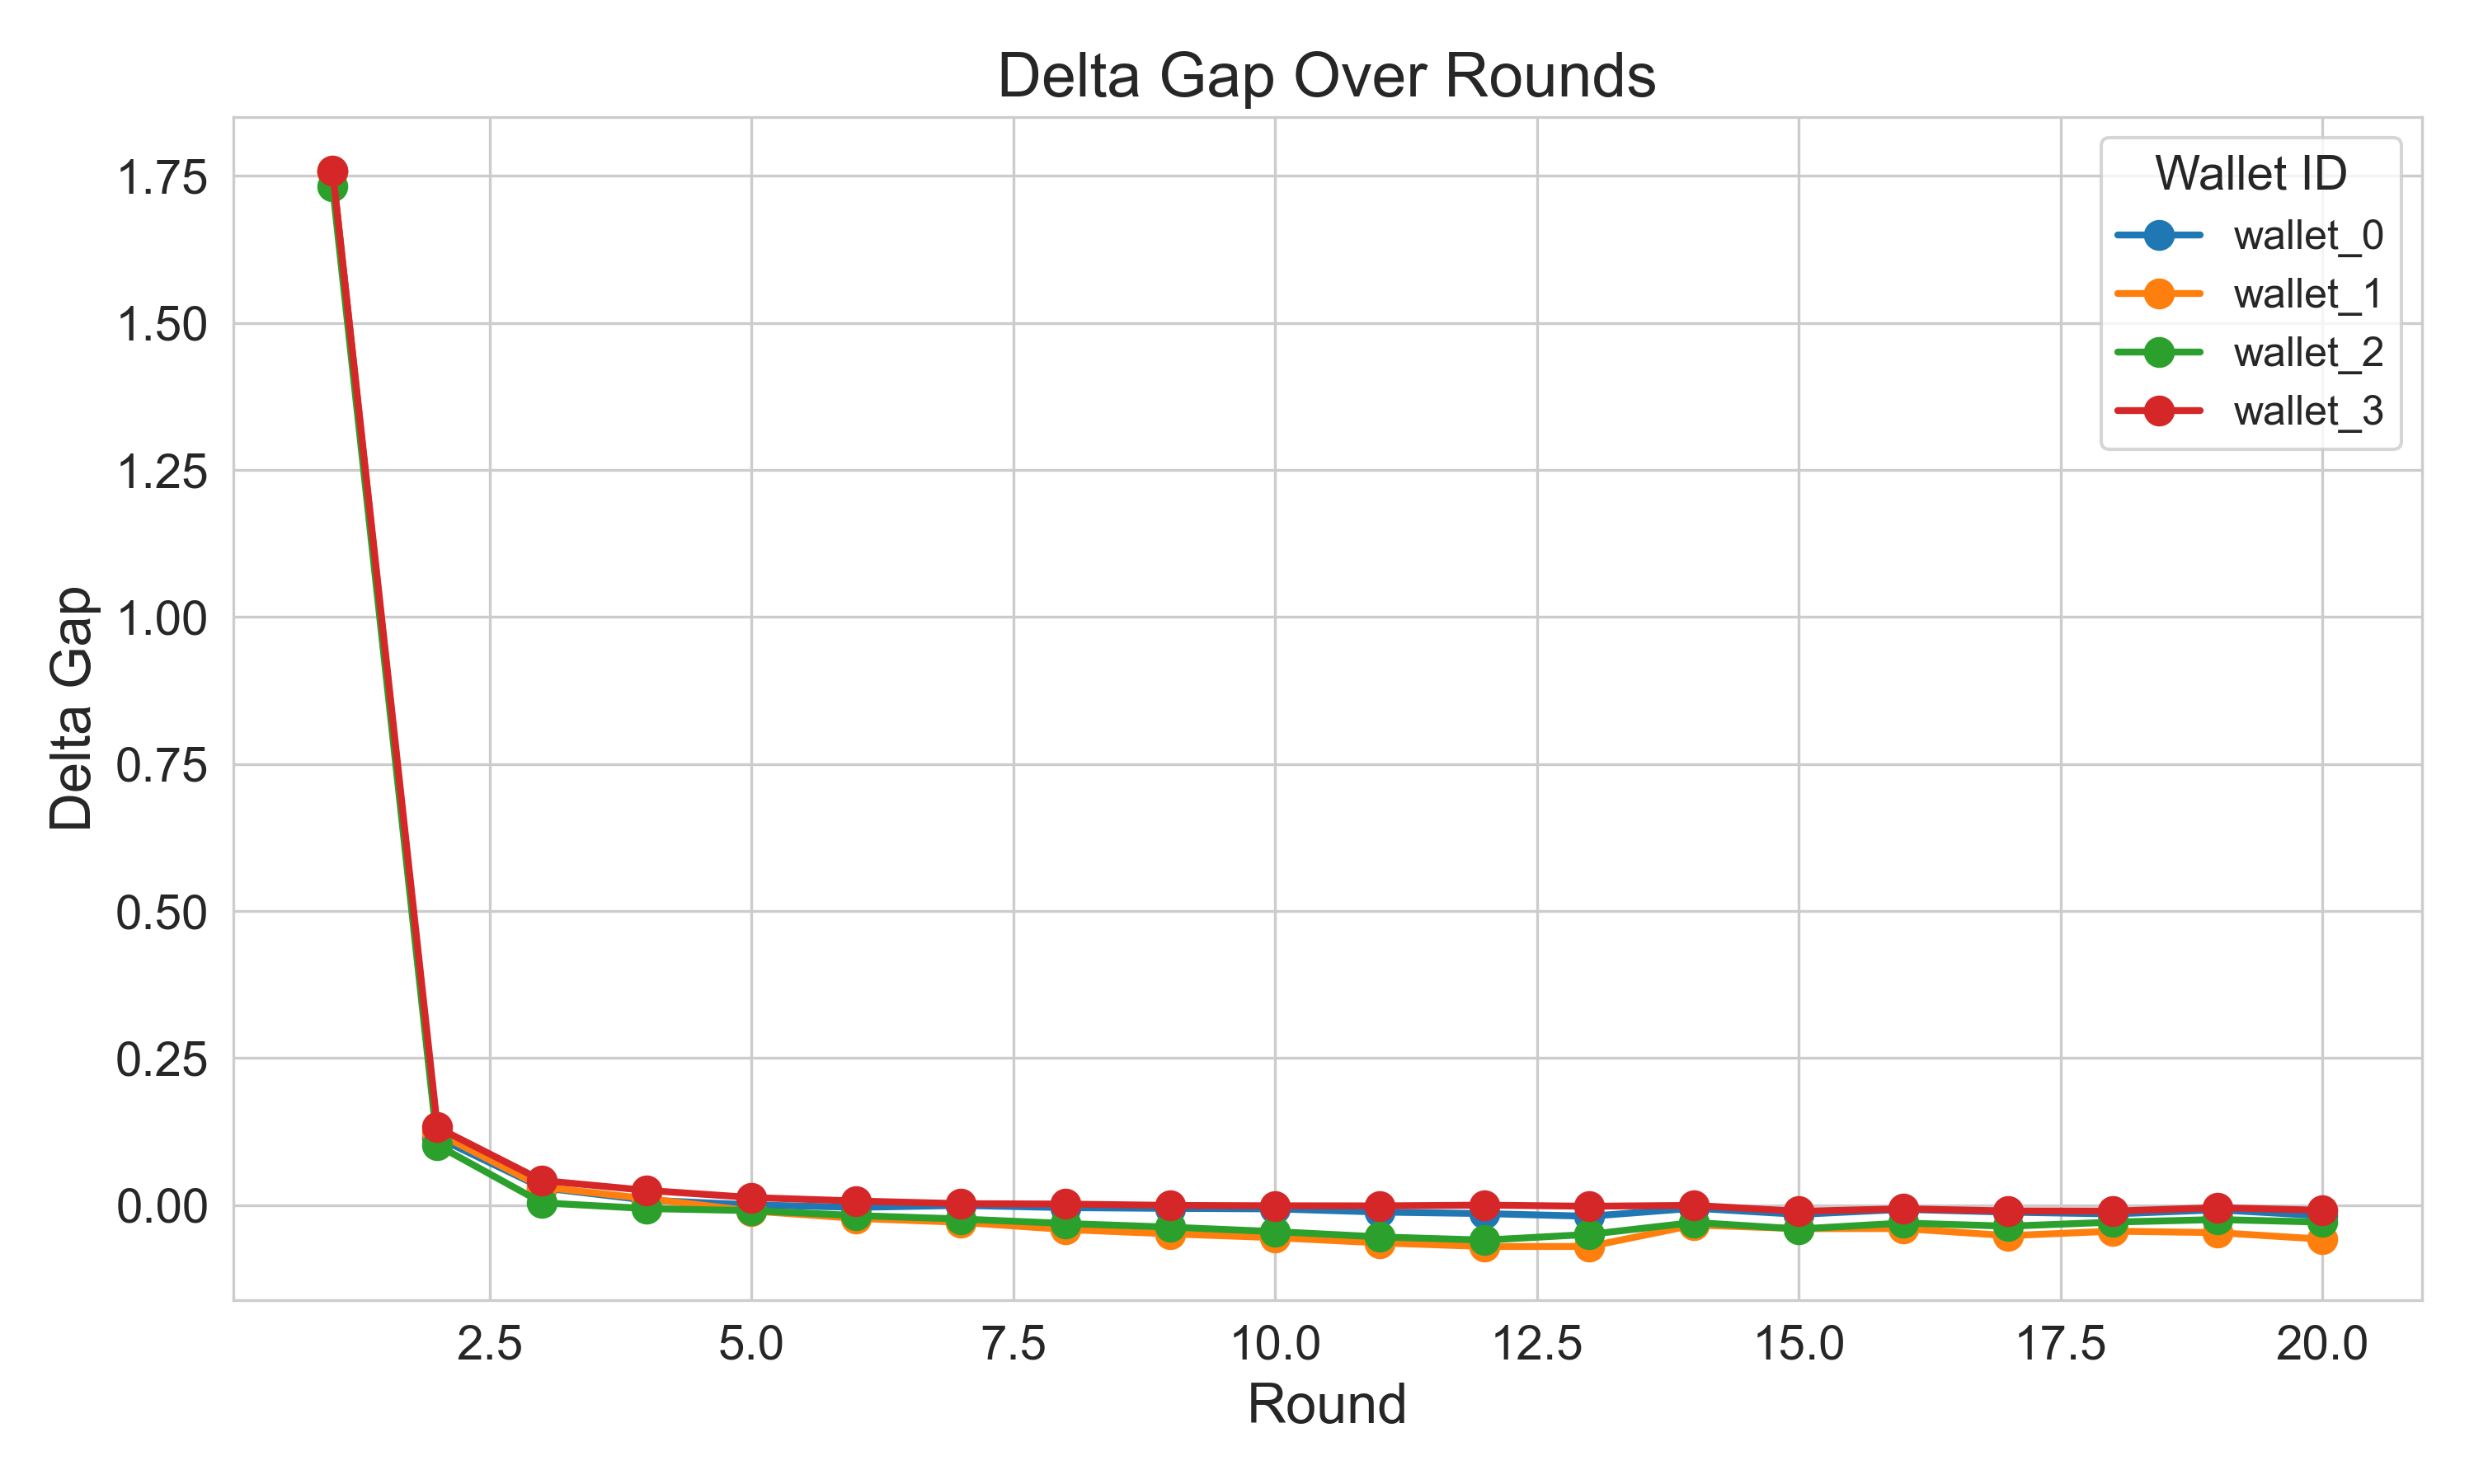 Delta Gap Over Rounds
Wallet ID
wallet_0
wallet_1
wallet_2
wallet_3
Delta Gap
1.75
1.50
1.25
1.00
0.75
0.50
0.25
0.00
2.5 5.0 7.5 10.0 12.5 15.0 17.5 20.0
Round